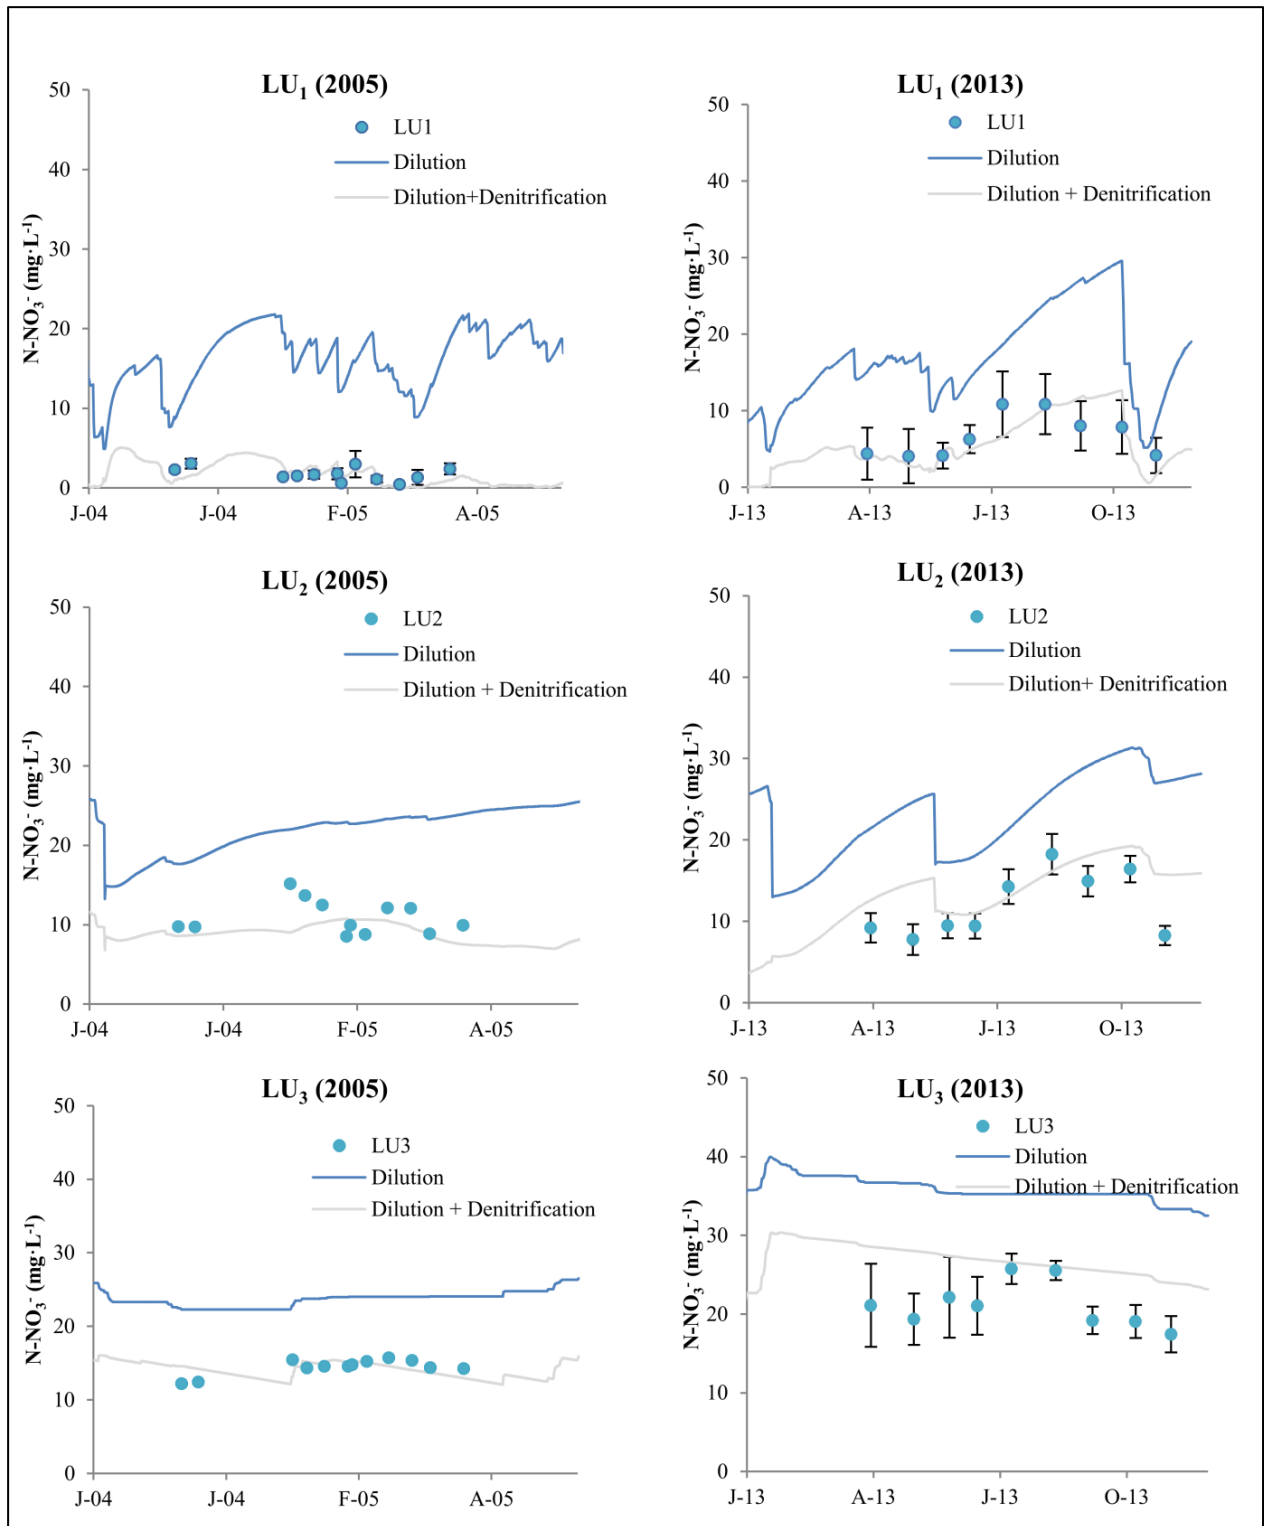 LU1 (2005)
50
40
30
20
10
0
N-NO3- (mg·L-1)
LU1
Dilution
Dilution+Denitrification
J-04
J-04
F-05
A-05
LU1 (2013)
50
40
30
20
10
0
N-NO3- (mg·L-1)
LU1
Dilution
Dilution + Denitrification
J-13
A-13
J-13
O-13
LU2 (2005)
50
40
30
20
10
0
N-NO3- (mg·L-1)
LU2
Dilution
Dilution + Denitrification
J-04
J-04
F-05
A-05
LU2 (2013)
50
40
30
20
10
0
N-NO3- (mg·L-1)
LU2
Dilution
Dilution+ Denitrification
J-13
A-13
J-13
O-13
LU3 (2005)
50
40
30
20
10
0
N-NO3- (mg·L-1)
LU3
Dilution
Dilution + Denitrification
J-04
J-04
F-05
A-05
LU3 (2013)
50
40
30
20
10
0
N-NO3- (mg·L-1)
LU3
Dilution
Dilution + Denitrification
J-13
A-13
J-13
O-13